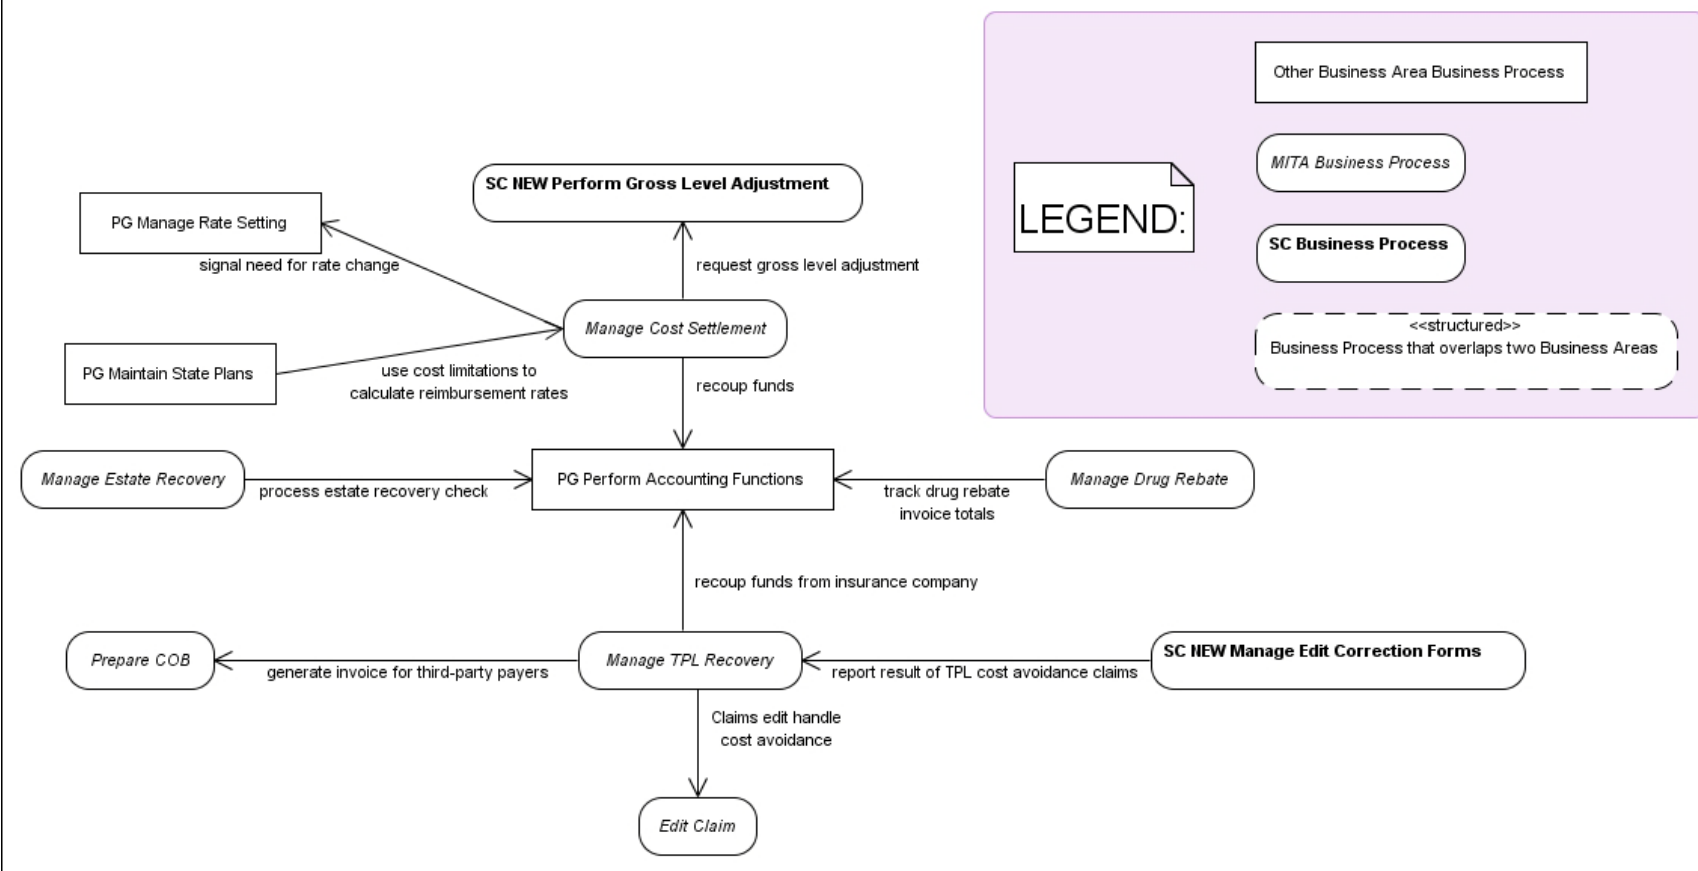 Other Business Area Business Process
MITA Business Process
LEGEND:
SC Business Process
<<structured>>
Business Process that overlaps two Business Areas
SC NEW Perform Gross Level Adjustment
PG Manage Rate Setting
signal need for rate change
request gross level adjustment
Manage Cost Settlement
PG Maintain State Plans
use cost limitations to
calculate reimbursement rates
recoup funds
Manage Estate Recovery
process estate recovery check
PG Perform Accounting Functions
track drug rebate
invoice totals
Manage Drug Rebate
recoup funds from insurance company
Prepare COB
generate invoice for third-party payers
Manage TPL Recovery
report result of TPL cost avoidance claims
SC NEW Manage Edit Correction Forms
Claims edit handle
cost avoidance
Edit Claim